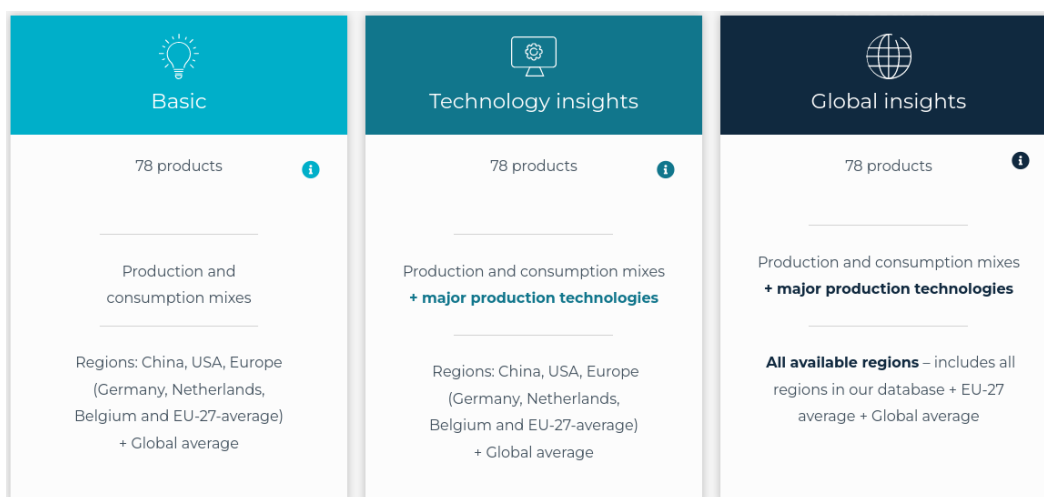 Basic
78 products
Production and
consumption mixes
Regions: China, USA, Europe
(Germany, Netherlands,
Belgium and EU-27-average)
+ Global average
Technology insights
78 products
Production and consumption mixes
+ major production technologies
Regions: China, USA, Europe
(Germany, Netherlands,
Belgium and EU-27-average)
+ Global average
Global insights
78 products
Production and consumption mixes
+ major production technologies
All available regions – includes all
regions in our database + EU-27
average + Global average